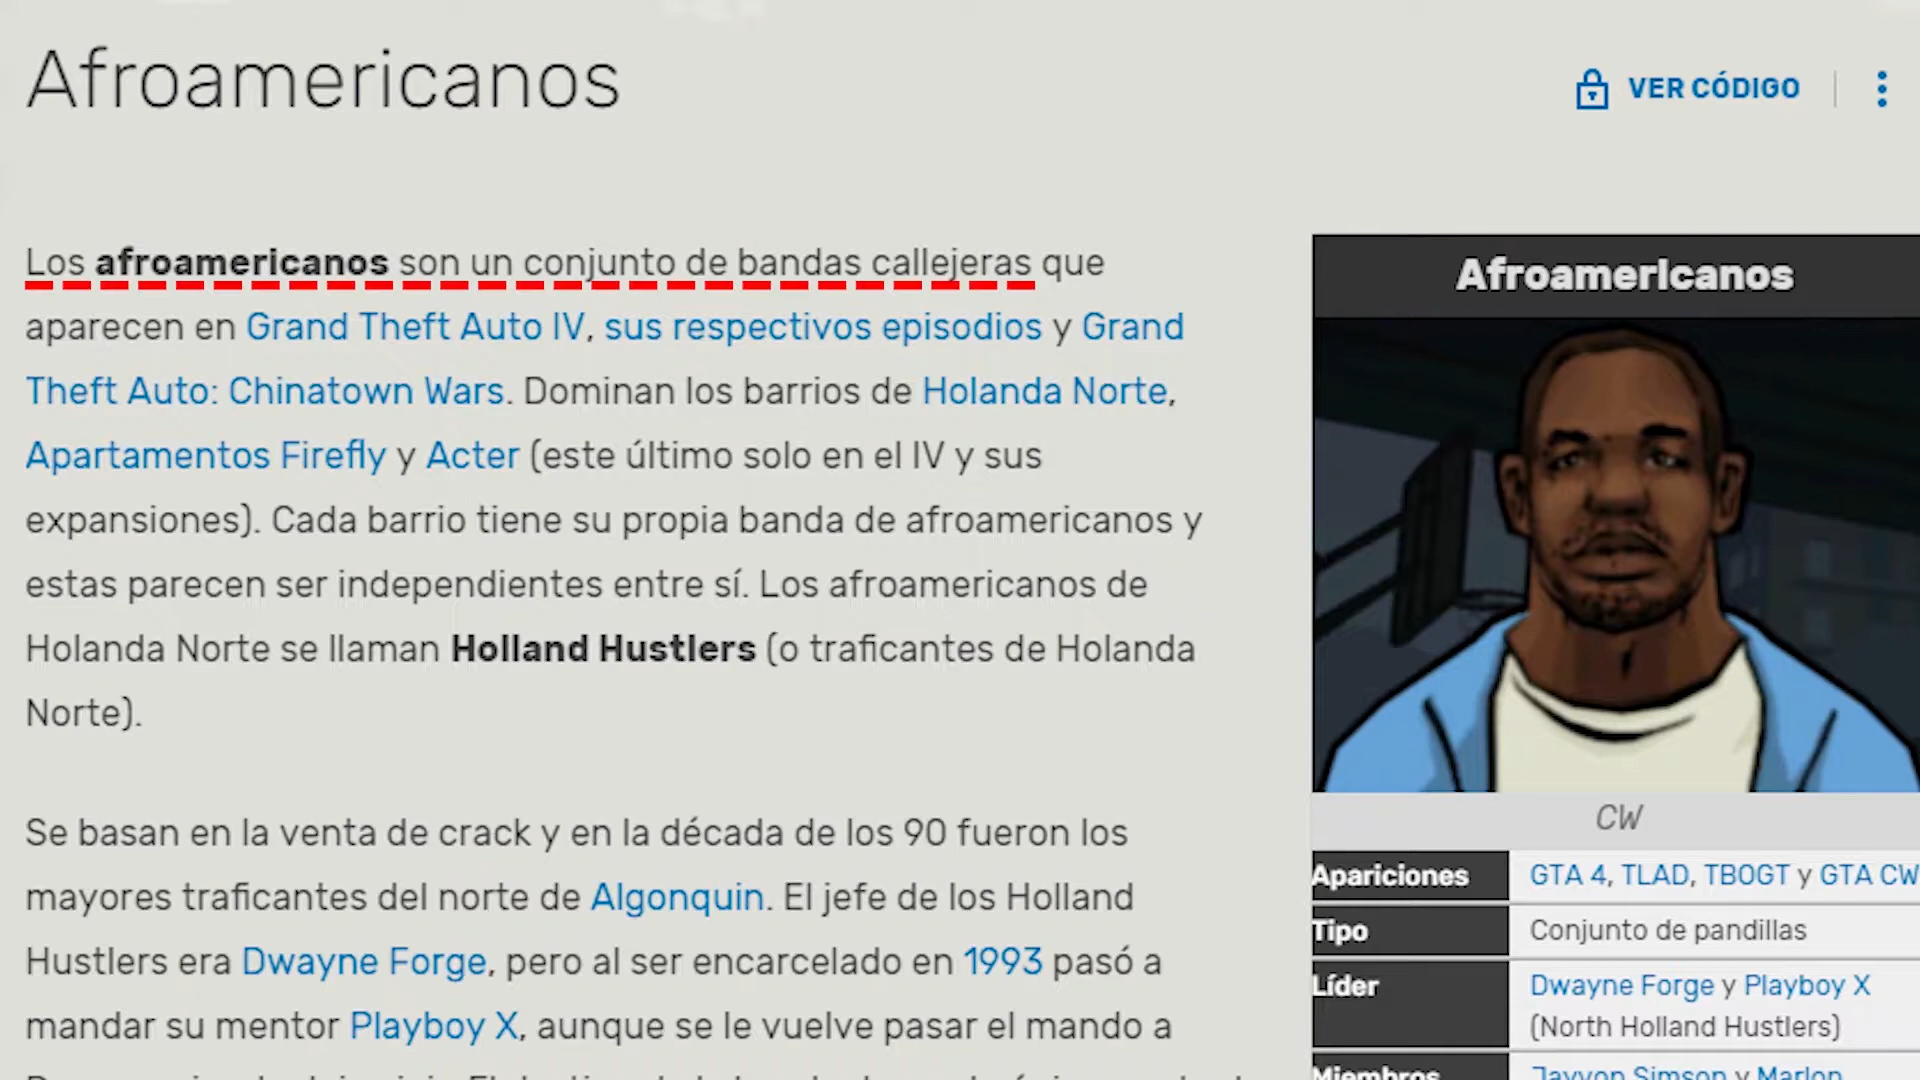 Afroamericanos
VER CÓDIGO
Los afroamericanos son un conjunto de bandas callejeras que
aparecen en Grand Theft Auto IV, sus respectivos episodios y Grand
Theft Auto: Chinatown Wars. Dominan los barrios de Holanda Norte,
Apartamentos Firefly y Acter (este último solo en el IV y sus
expansiones). Cada barrio tiene su propia banda de afroamericanos y
estas parecen ser independientes entre sí. Los afroamericanos de
Holanda Norte se llaman Holland Hustlers (o traficantes de Holanda
Norte).
Se basan en la venta de crack y en la década de los 90 fueron los
mayores traficantes del norte de Algonquin. El jefe de los Holland
Hustlers era Dwayne Forge, pero al ser encarcelado en 1993 pasó a
mandar su mentor Playboy X, aunque se le vuelve pasar el mando a
Afroamericanos
CW
Apariciones GTA 4, TLAD, TBOGT y GTA CW
Tipo Conjunto de pandillas
Líder Dwayne Forge y Playboy X
(North Holland Hustlers)
Miembros Jayvon Simson y Marlon